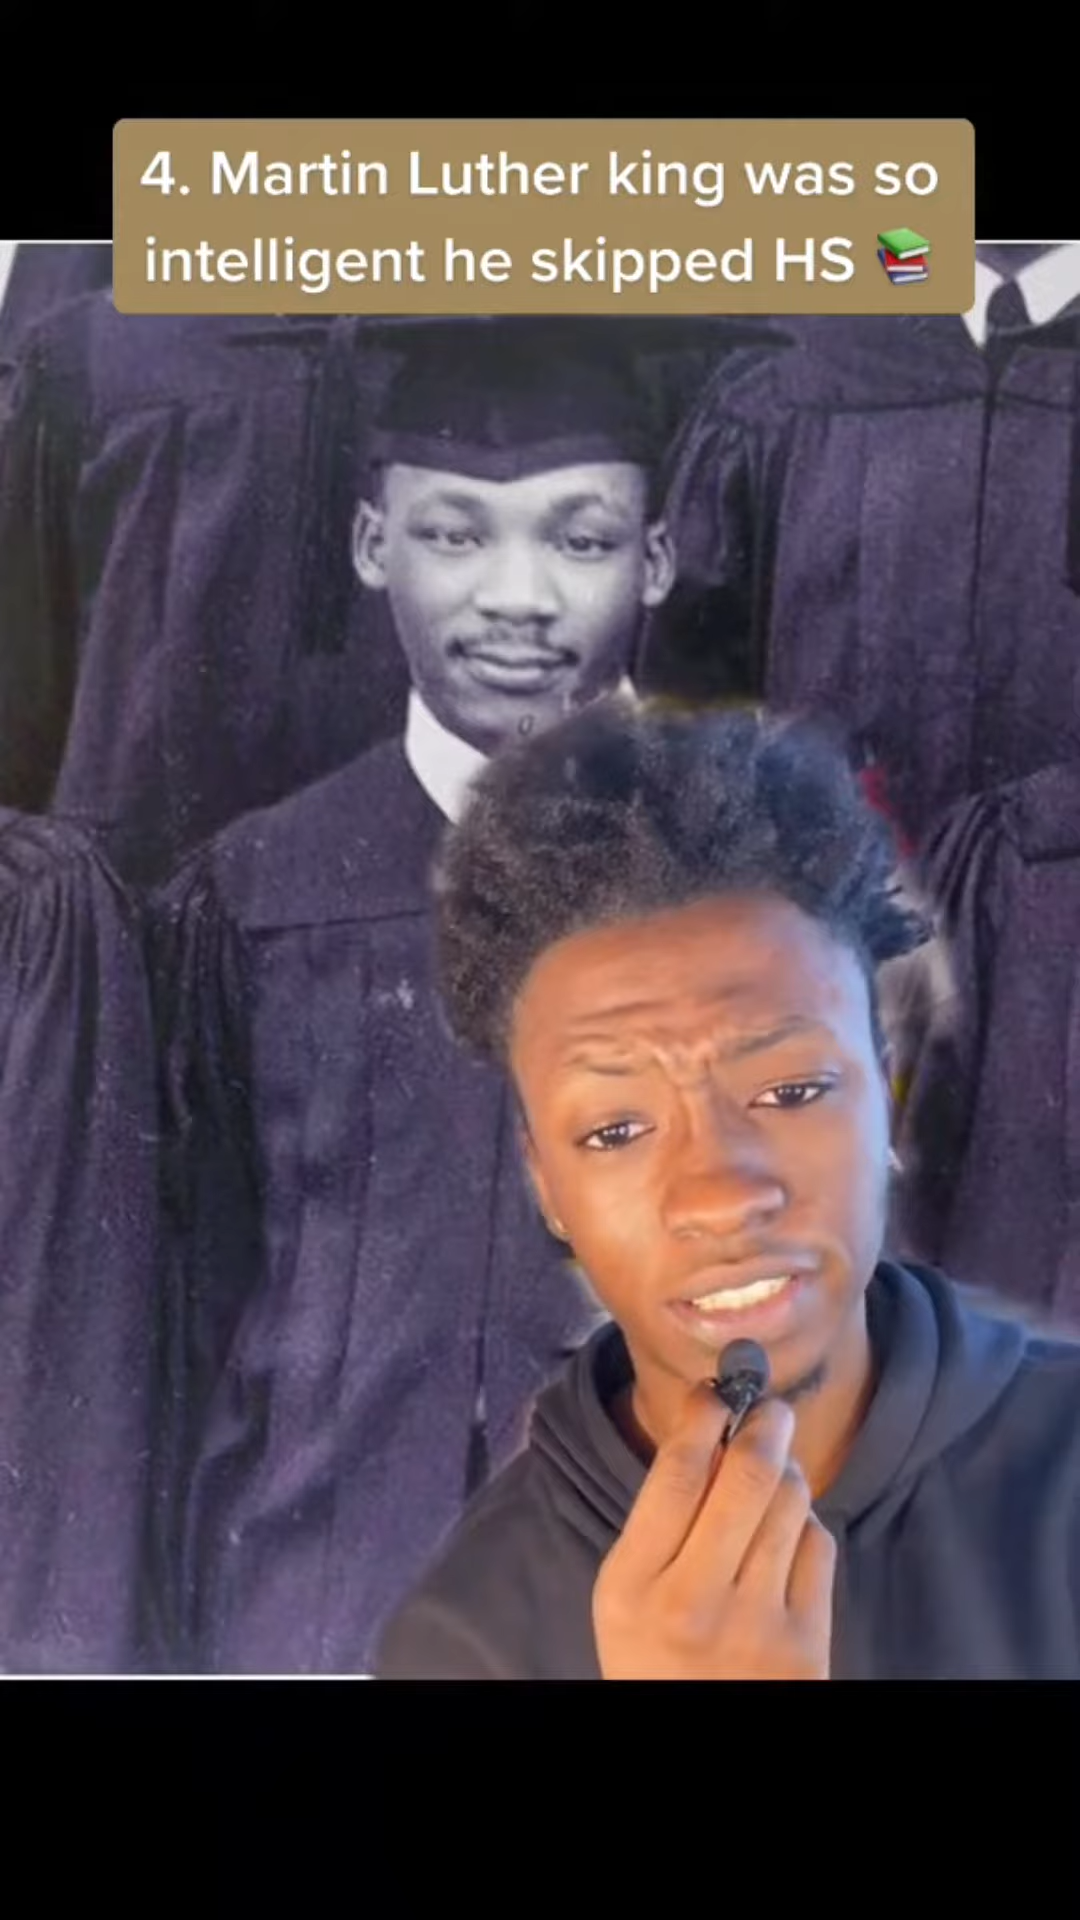 4. Martin Luther king was so
intelligent he skipped HS 📚